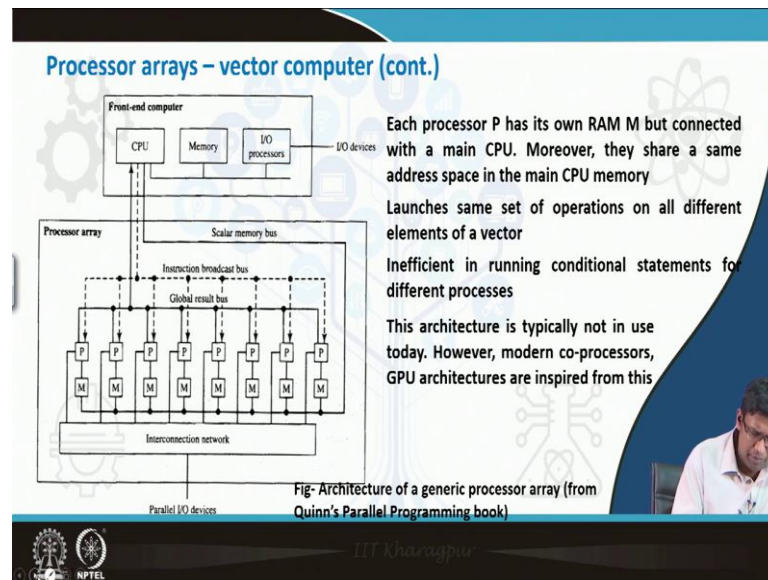 Processor arrays – vector computer (cont.)
Front-end computer
CPU
Memory
I/O
processors
I/O devices
Processor array
Scalar memory bus
Instruction broadcast bus
Global result bus
P P P P P P P P
M M M M M M M M
Interconnection network
Parallel I/O devices
Each processor P has its own RAM M but connected
with a main CPU. Moreover, they share a same
address space in the main CPU memory
Launches same set of operations on all different
elements of a vector
Inefficient in running conditional statements for
different processes
This architecture is typically not in use
today. However, modern co-processors,
GPU architectures are inspired from this
Fig- Architecture of a generic processor array (from
Quinn's Parallel Programming book)
IIT Kharagpur
NPTEL